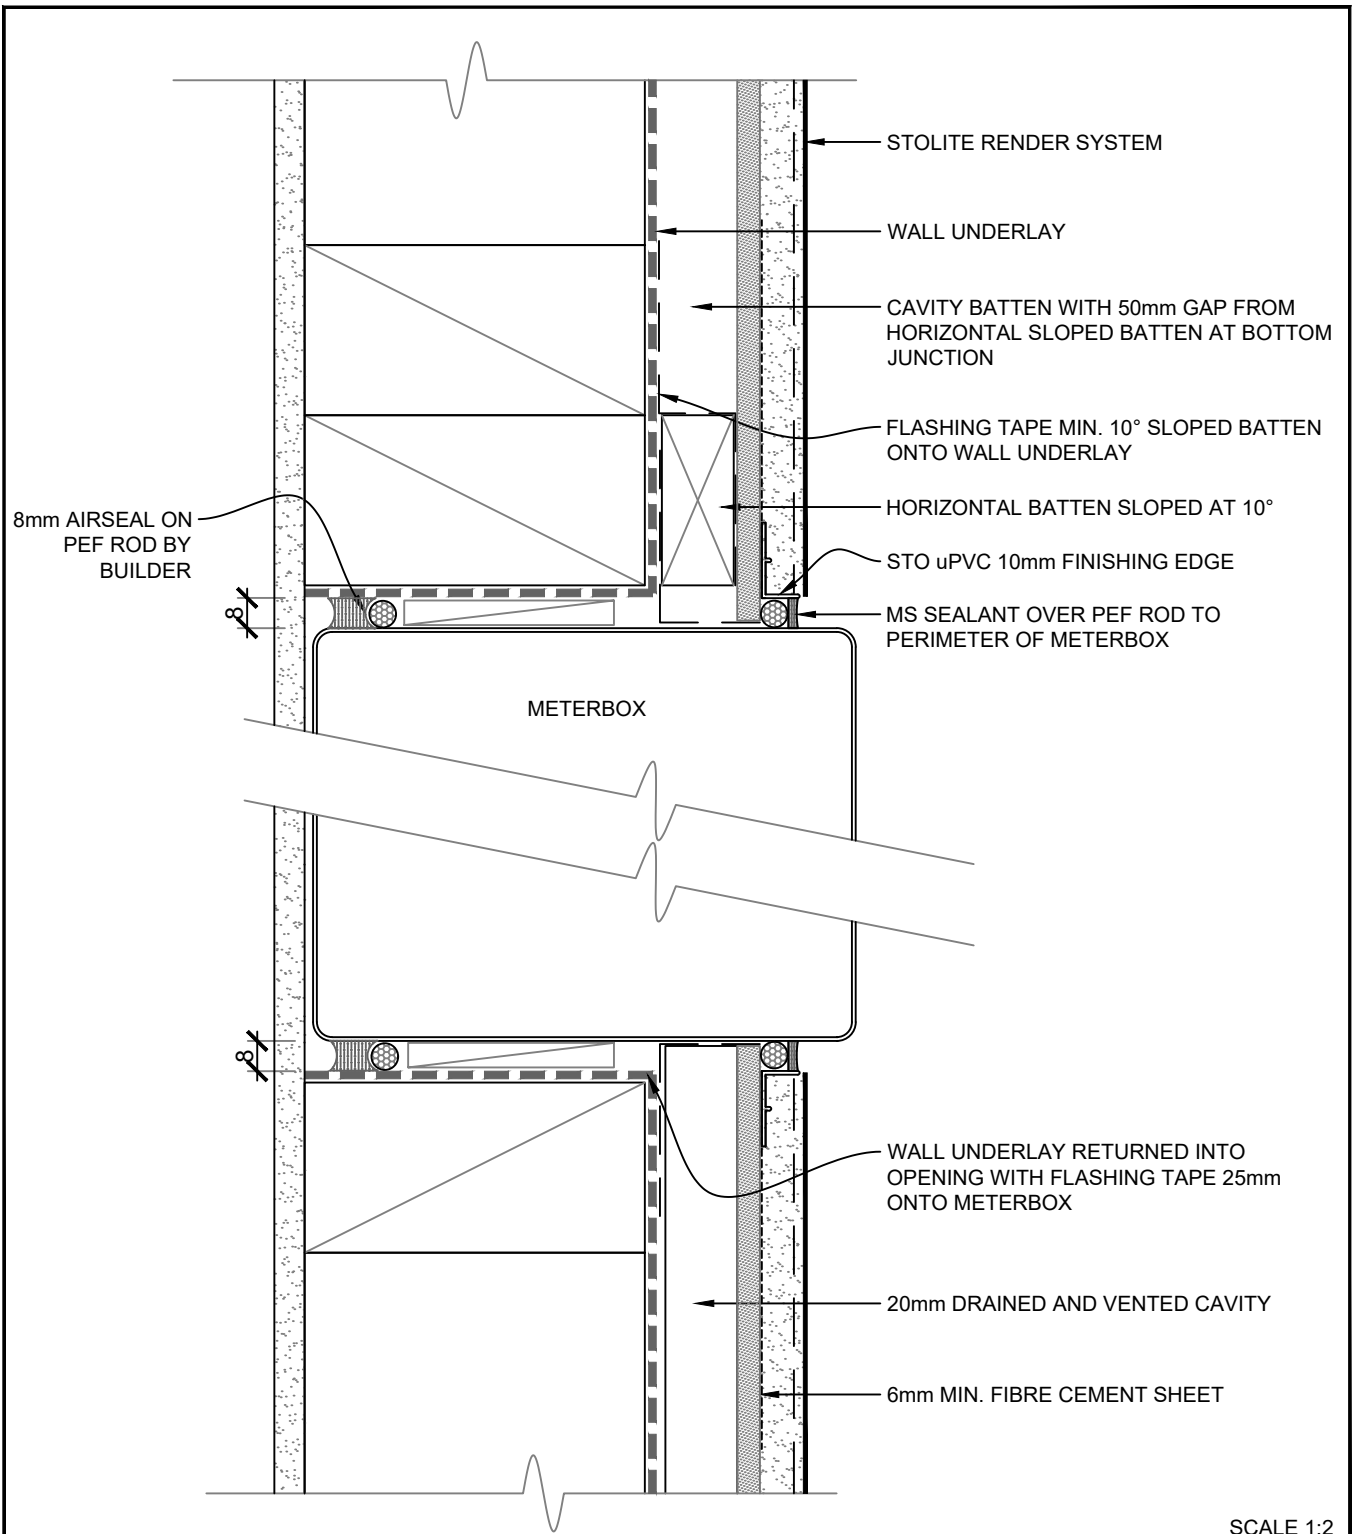 STOLITE RENDER SYSTEM
WALL UNDERLAY
CAVITY BATTEN WITH 50mm GAP FROM
HORIZONTAL SLOPED BATTEN AT BOTTOM
JUNCTION
FLASHING TAPE MIN. 10° SLOPED BATTEN
ONTO WALL UNDERLAY
HORIZONTAL BATTEN SLOPED AT 10°
8mm AIRSEAL ON
PEF ROD BY
BUILDER
STO uPVC 10mm FINISHING EDGE
8
MS SEALANT OVER PEF ROD TO
PERIMETER OF METERBOX
METERBOX
8
WALL UNDERLAY RETURNED INTO
OPENING WITH FLASHING TAPE 25mm
ONTO METERBOX
20mm DRAINED AND VENTED CAVITY
6mm MIN. FIBRE CEMENT SHEET
SCALE 1:2